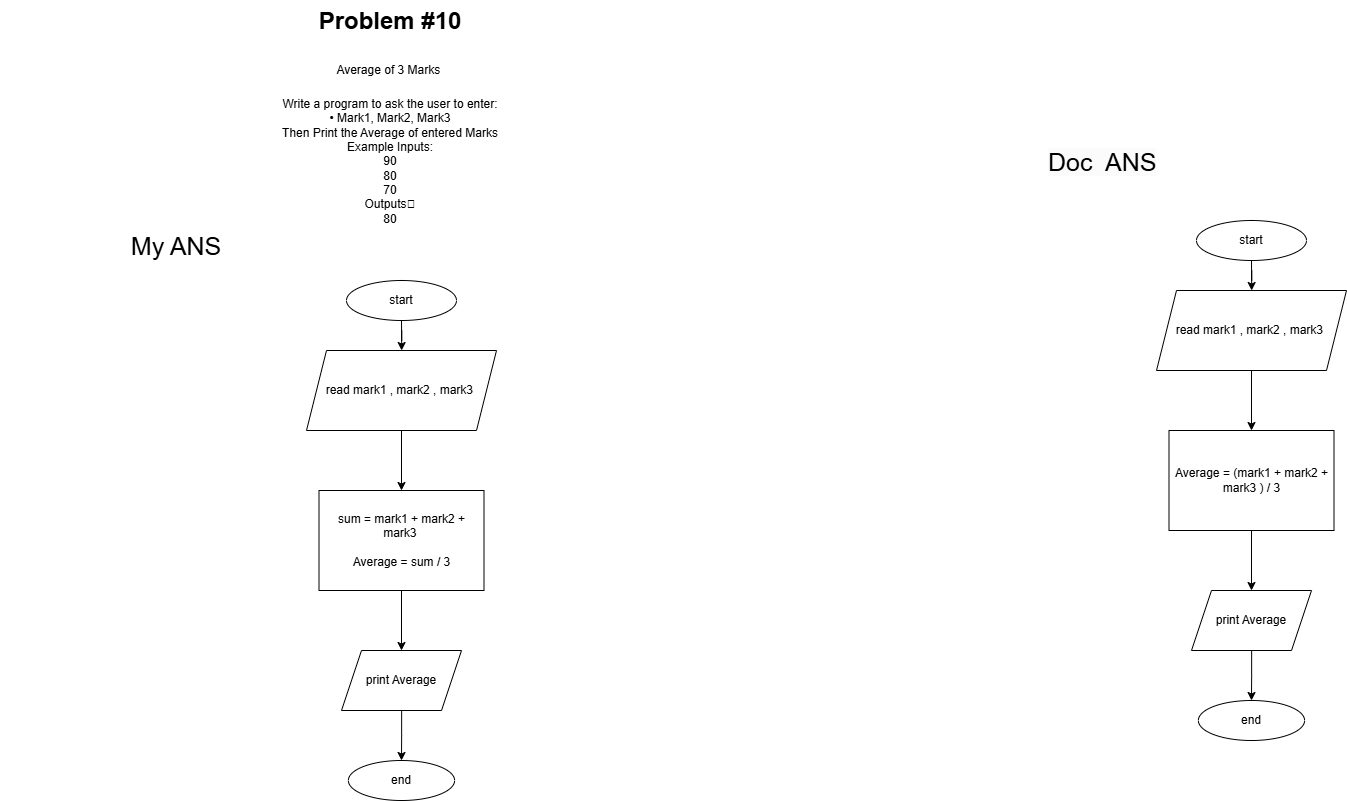 Problem #10
Average of 3 Marks
Write a program to ask the user to enter:
• Mark1, Mark2, Mark3
Then Print the Average of entered Marks
Example Inputs:
90
80
70
Outputs
80
My ANS
start
read mark1 , mark2 , mark3
sum = mark1 + mark2 +
mark3
Average = sum / 3
print Average
end
Doc ANS
start
read mark1 , mark2 , mark3
Average = (mark1 + mark2 +
mark3 ) / 3
print Average
end